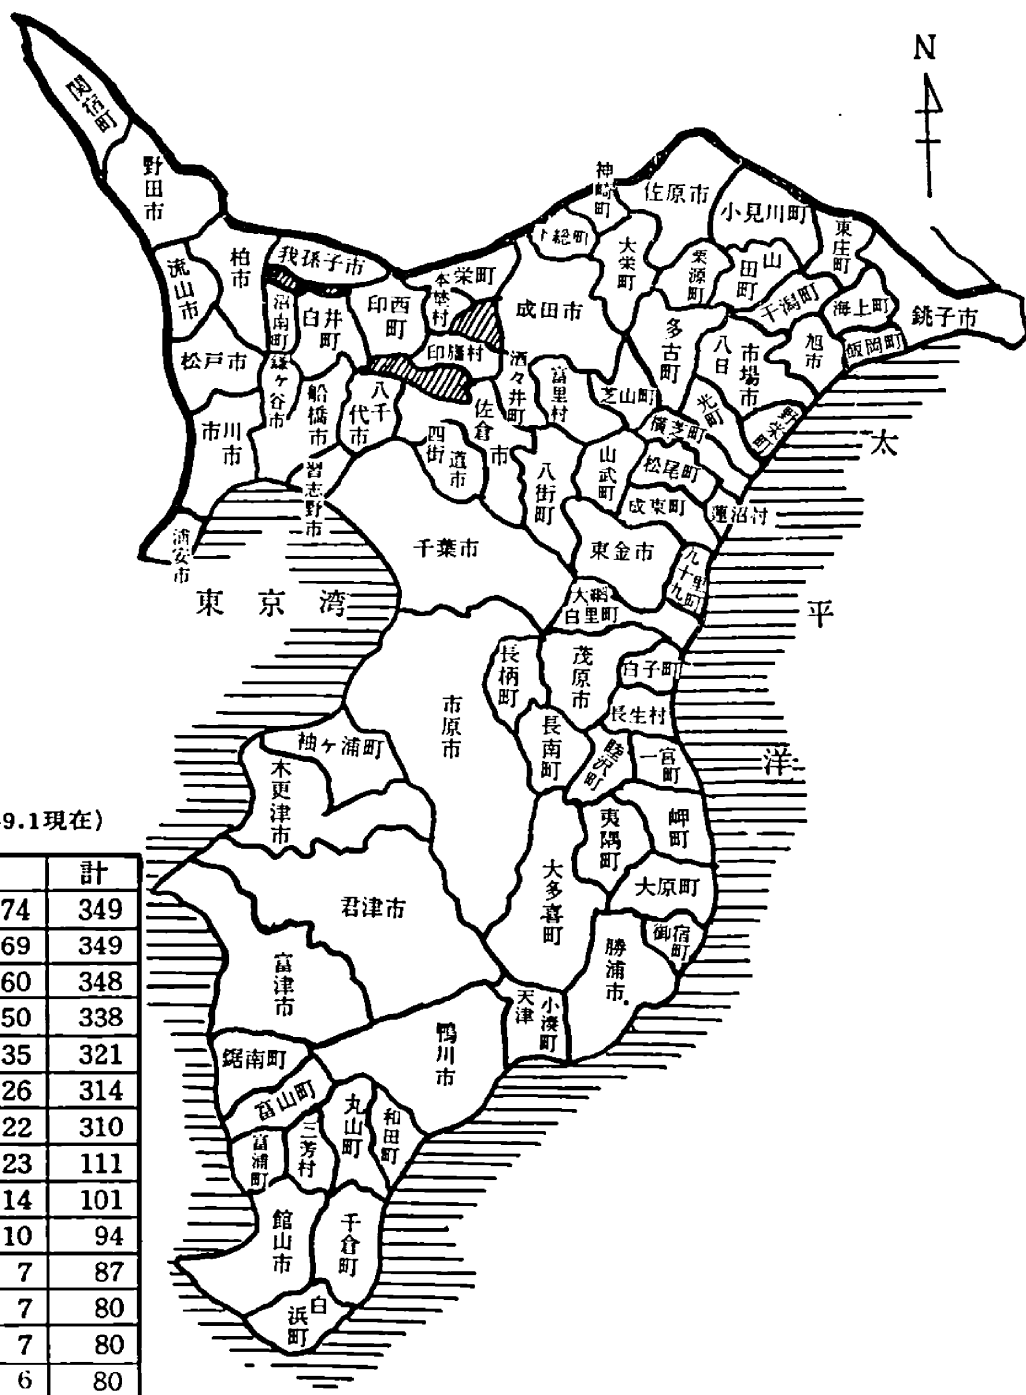 N
関宿町
野田市
神崎町
佐原市
小見川町
東庄町
下総町
大栄町
栗源町
山田町
干潟町
海上町
銚子市
流山市
柏市
我孫子市
沼南町
白井町
印西町
本埜村
栄町
成田市
多古町
八日市場市
旭市
飯岡町
松戸市
鎌ヶ谷市
船橋市
八千代市
印旛村
酒々井町
富里村
芝山町
光町
野栄町
横芝町
市川市
習志野市
四街道市
佐倉市
八街町
山武町
松尾町
成東町
蓮沼村
浦安市
千葉市
東金市
九十九里町
大網白里町
東京湾
太平洋
市原市
長柄町
茂原市
白子町
長生村
長南町
睦沢町
一宮町
袖ヶ浦町
木更津市
夷隅町
岬町
大原町
大多喜町
御宿町
勝浦市
君津市
富津市
天津小湊町
鴨川市
鋸南町
富山町
富浦町
三芳村
丸山町
和田町
館山市
千倉町
白浜町
9.1現在)
計
74 349
69 349
60 348
50 338
35 321
26 314
22 310
23 111
14 101
10 94
7 87
7 80
7 80
6 80